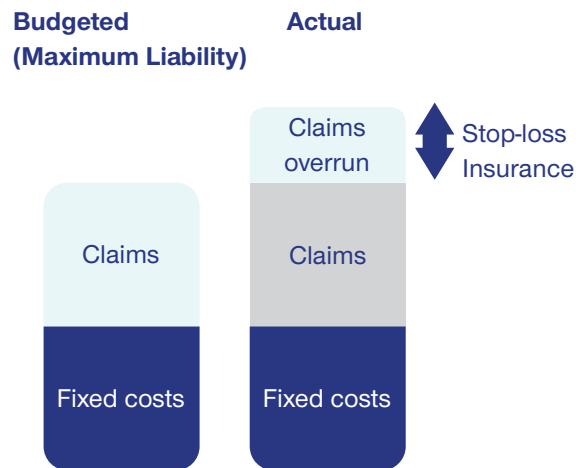 Budgeted
(Maximum Liability)
Actual
Claims
overrun
Stop-loss
Insurance
Claims
Claims
Fixed costs
Fixed costs